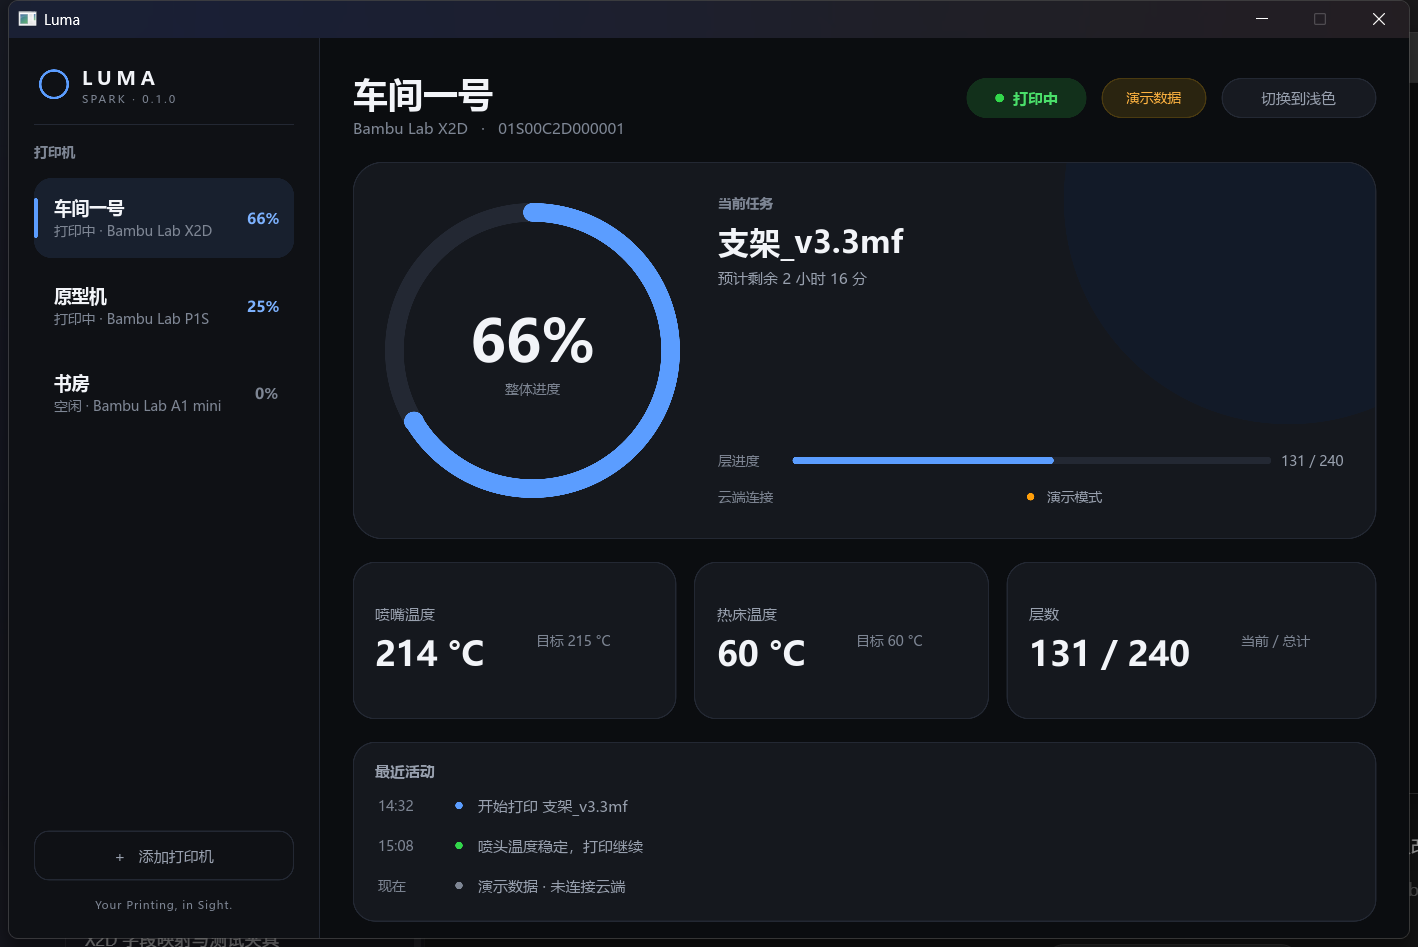 Luma
LUMA
SPARK · 0.1.0
打印机
车间一号
打印中 · Bambu Lab X2D
66%
原型机
打印中 · Bambu Lab P1S
25%
书房
空闲 · Bambu Lab A1 mini
0%
+ 添加打印机
Your Printing, in Sight.
车间一号
Bambu Lab X2D · 01S00C2D000001
打印中
演示数据
切换到浅色
66%
整体进度
当前任务
支架_v3.3mf
预计剩余 2 小时 16 分
层进度 131 / 240
云端连接 演示模式
喷嘴温度
214 °C
目标 215 °C
热床温度
60 °C
目标 60 °C
层数
131 / 240
当前 / 总计
最近活动
14:32 开始打印 支架_v3.3mf
15:08 喷头温度稳定，打印继续
现在 演示数据 · 未连接云端